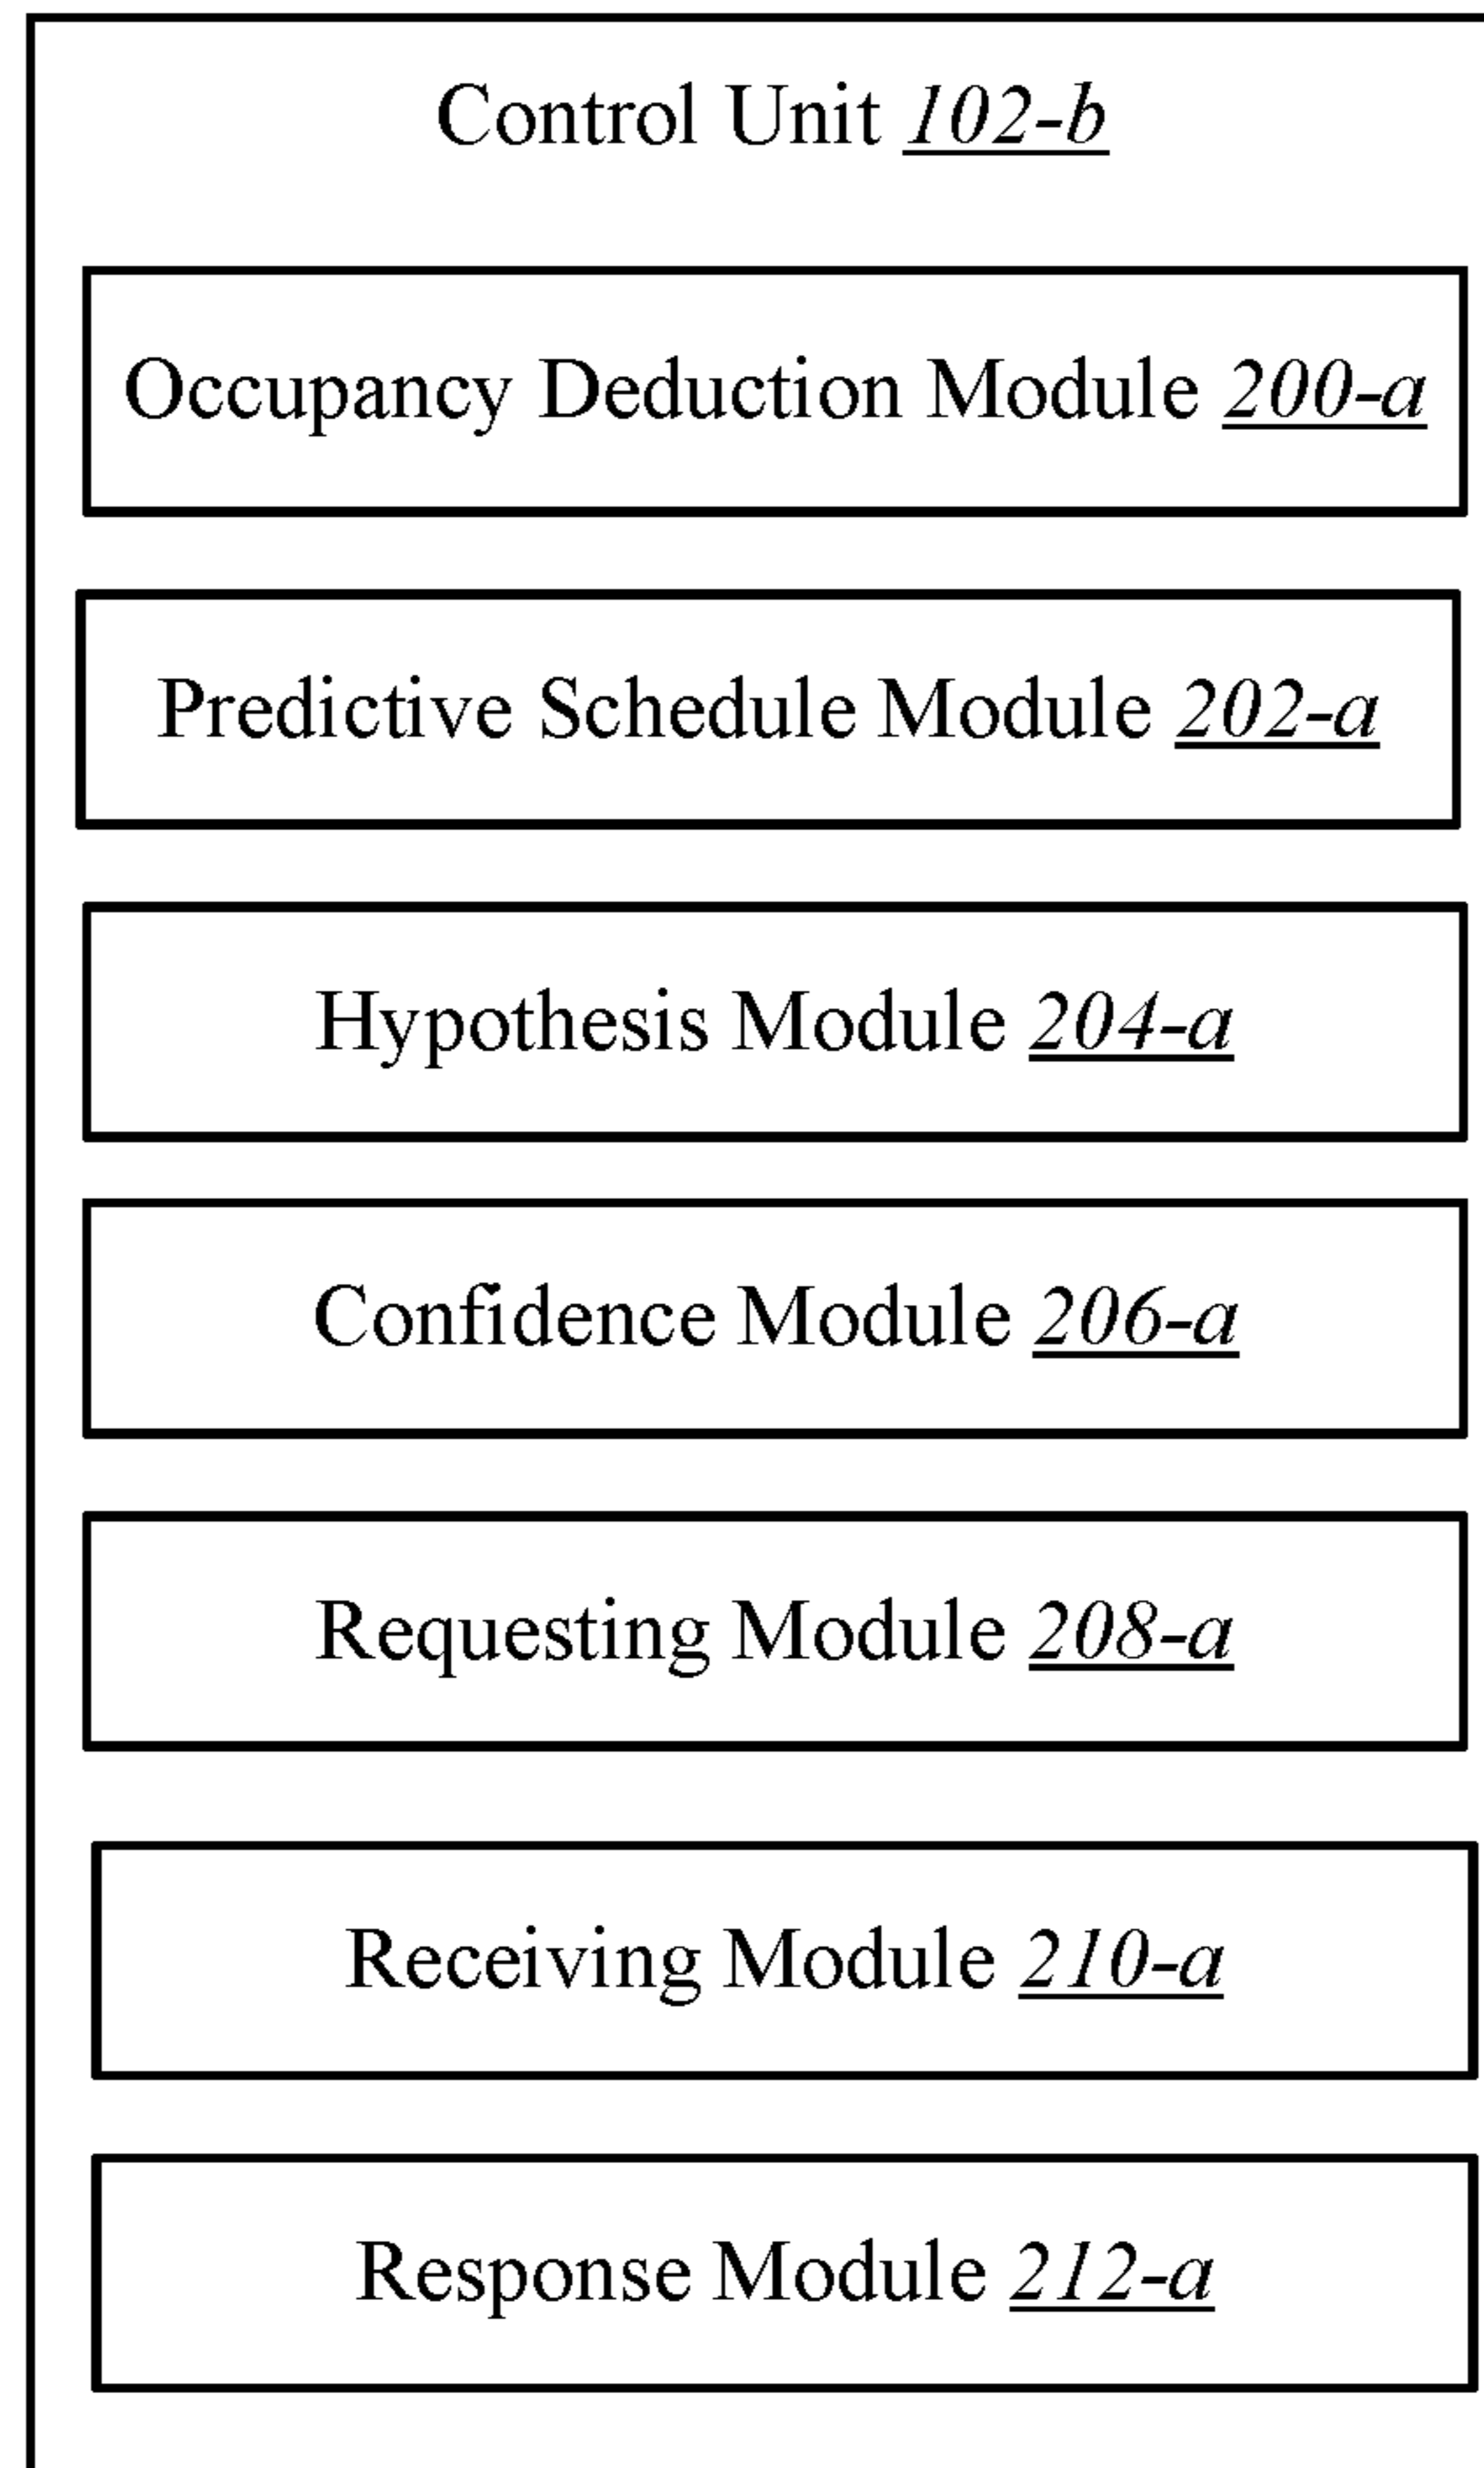 Control Unit 102-b
Occupancy Deduction Module 200-a
Predictive Schedule Module 202-a
Hypothesis Module 204-a
Confidence Module 206-a
Requesting Module 208-a
Receiving Module 210-a
Response Module 212-a